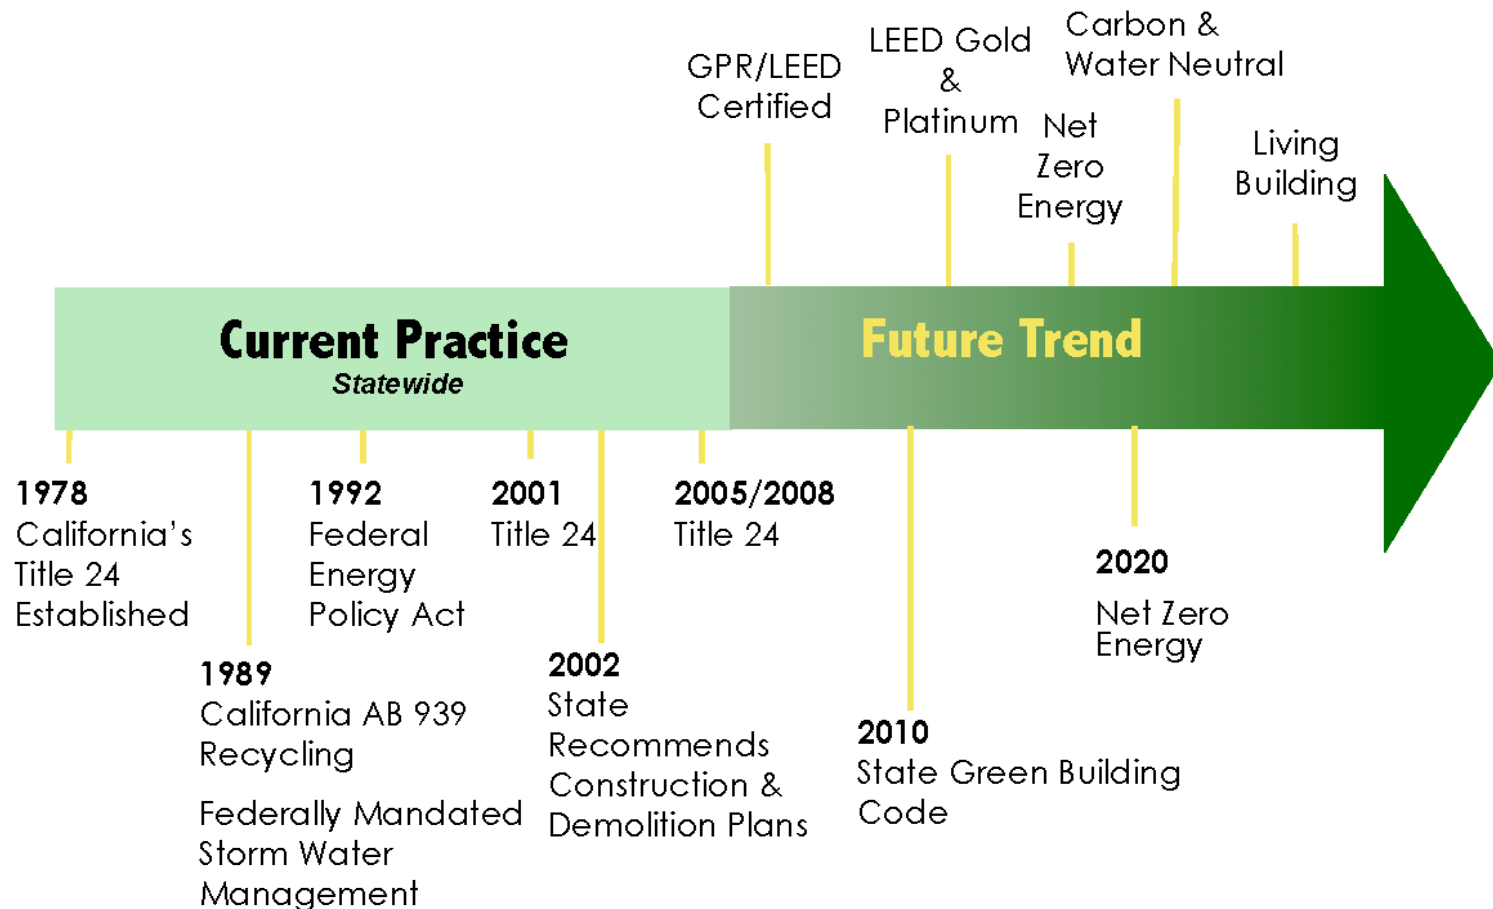 GPR/LEED
Certified
LEED Gold
&
Platinum
Net
Zero
Energy
Carbon &
Water Neutral
Living
Building
Current Practice
Statewide
Future Trend
1978
California's
Title 24
Established
1989
California AB 939
Recycling
Federally Mandated
Storm Water
Management
1992
Federal
Energy
Policy Act
2001
Title 24
2002
State
Recommends
Construction &
Demolition Plans
2005/2008
Title 24
2010
State Green Building
Code
2020
Net Zero
Energy